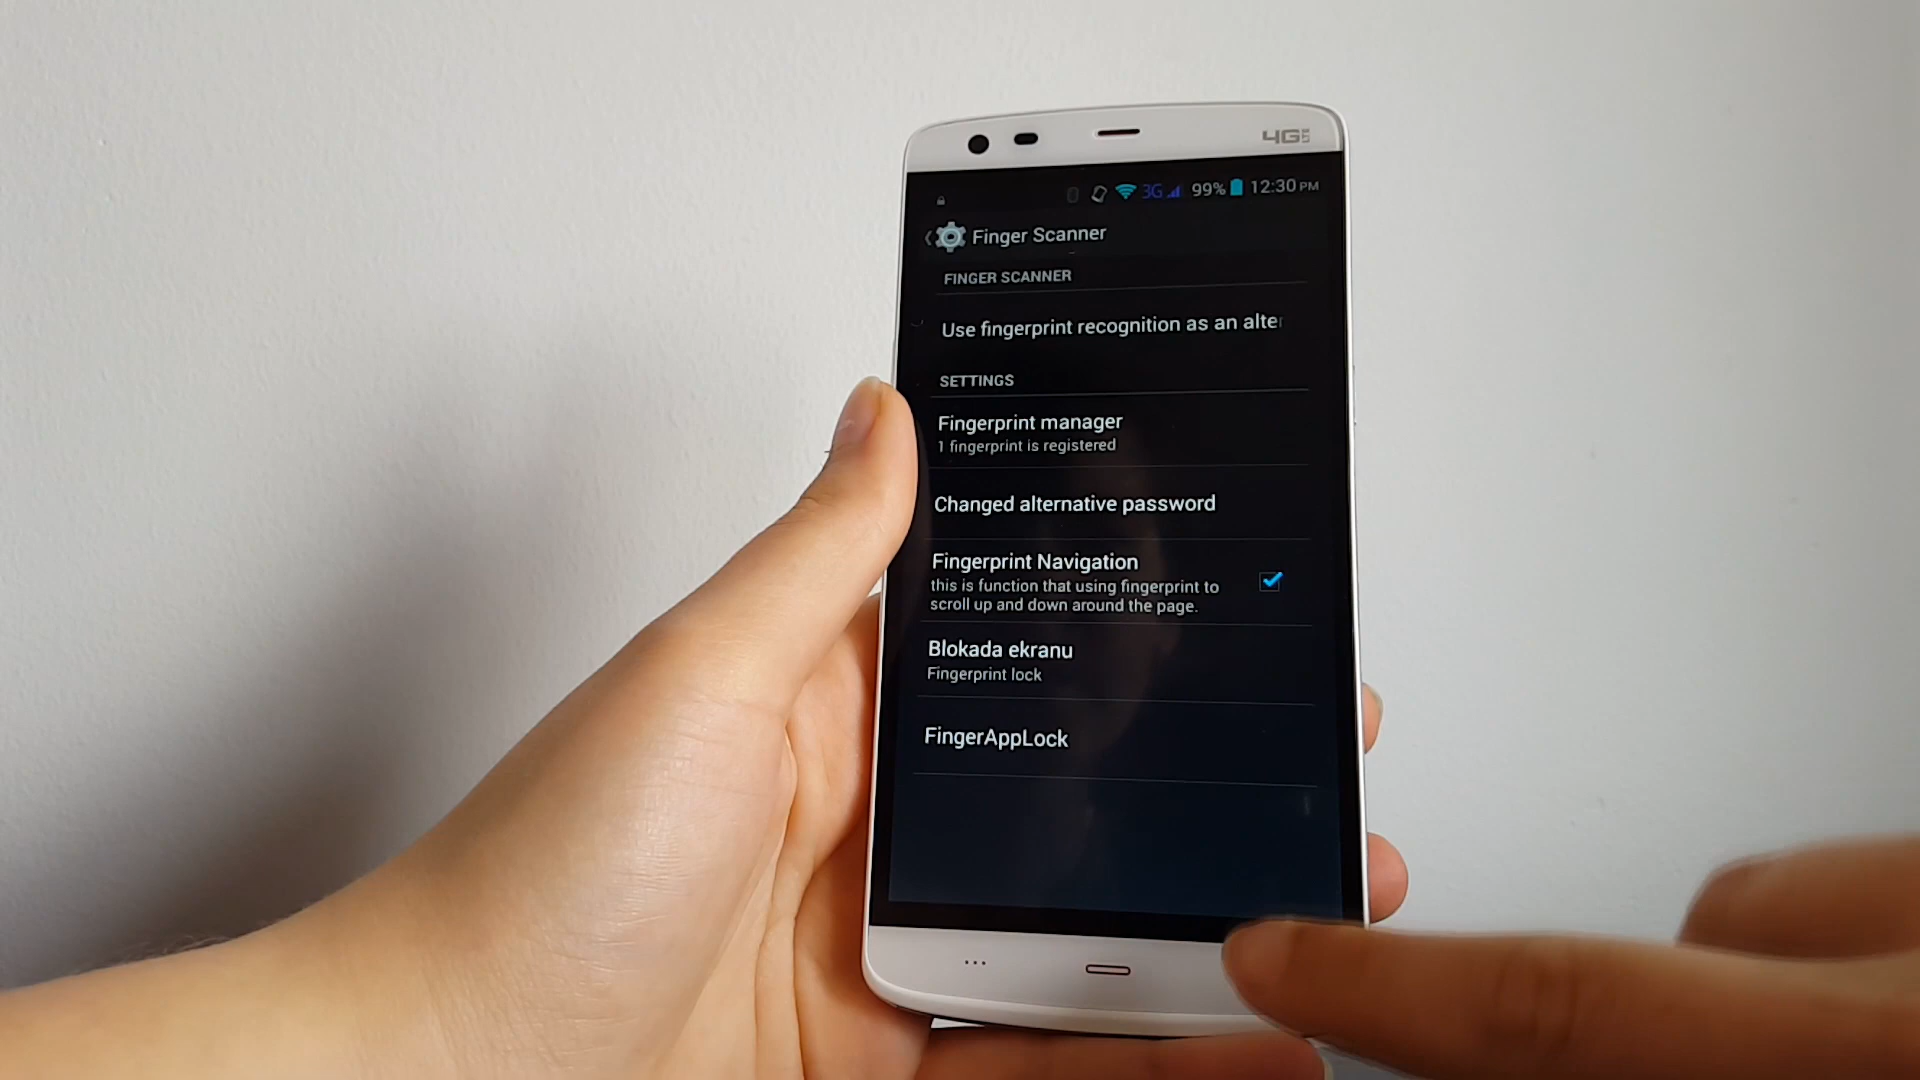 4G LTE
3G 99% 12:30 PM
Finger Scanner
FINGER SCANNER
Use fingerprint recognition as an alter
SETTINGS
Fingerprint manager
1 fingerprint is registered
Changed alternative password
Fingerprint Navigation
this is function that using fingerprint to
scroll up and down around the page.
Blokada ekranu
Fingerprint lock
FingerAppLock